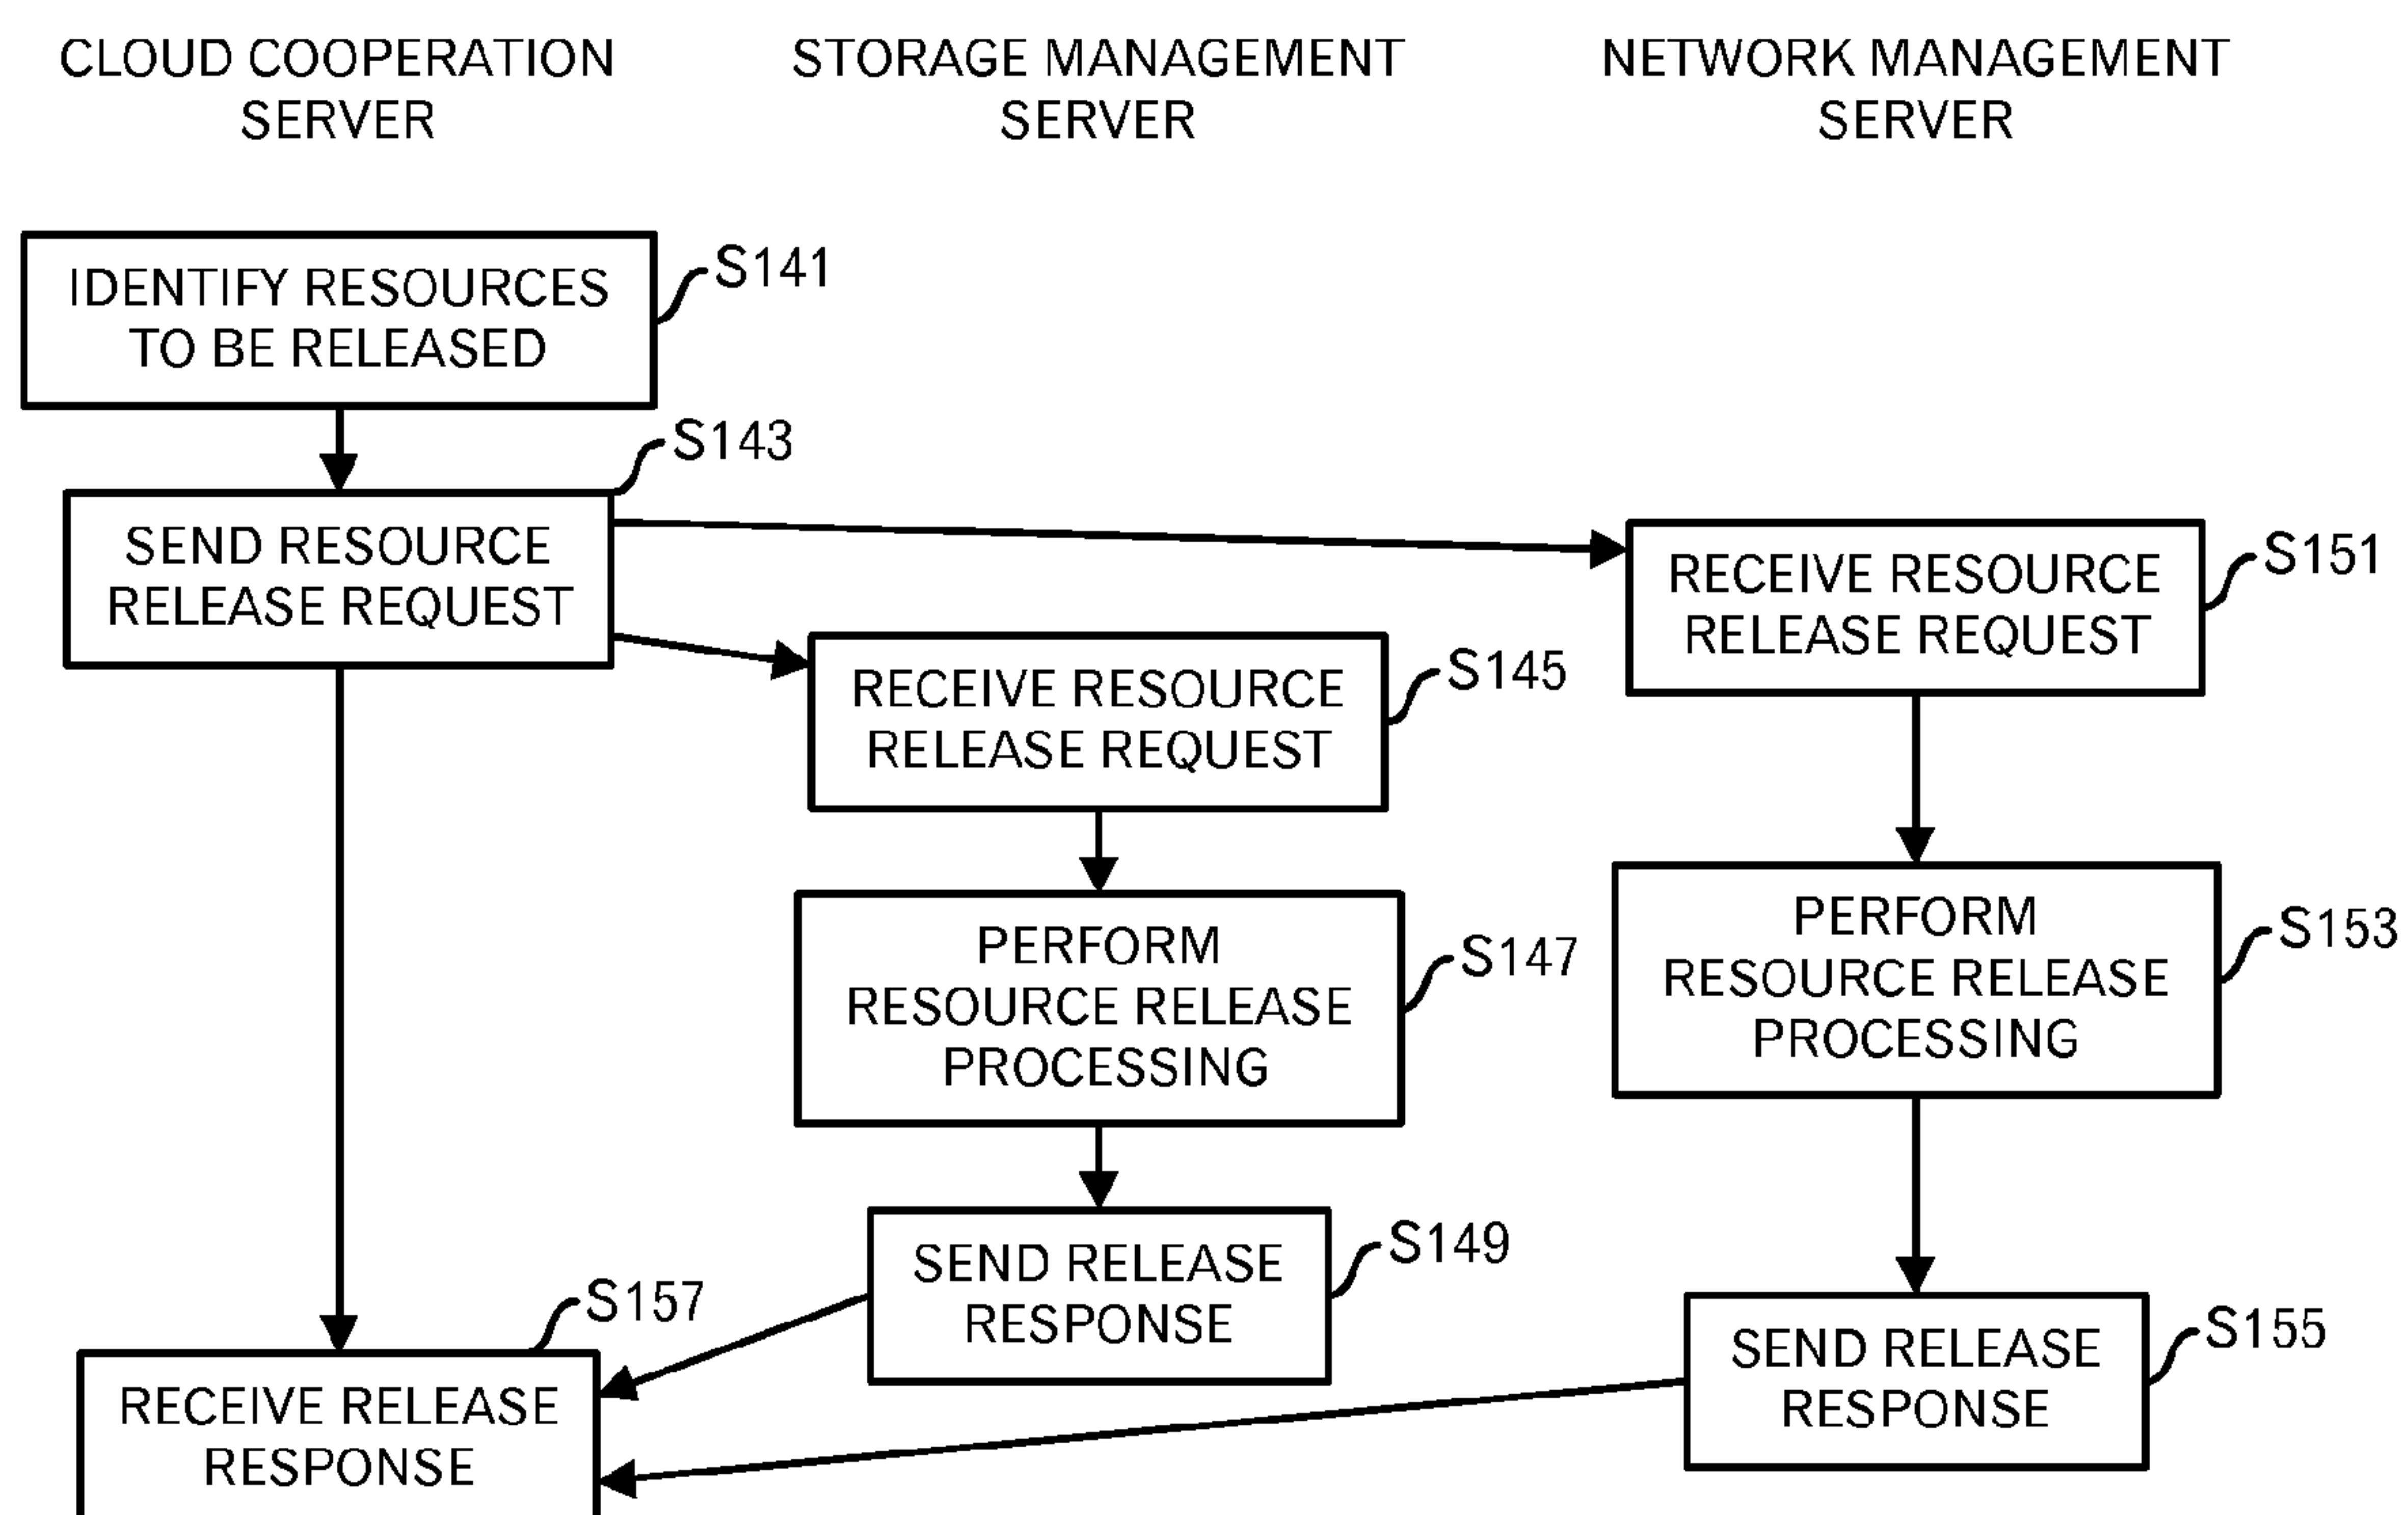 CLOUD COOPERATION
SERVER
STORAGE MANAGEMENT
SERVER
NETWORK MANAGEMENT
SERVER
IDENTIFY RESOURCES
TO BE RELEASED
S141
SEND RESOURCE
RELEASE REQUEST
S143
RECEIVE RESOURCE
RELEASE REQUEST
S151
RECEIVE RESOURCE
RELEASE REQUEST
S145
PERFORM
RESOURCE RELEASE
PROCESSING
S153
PERFORM
RESOURCE RELEASE
PROCESSING
S147
SEND RELEASE
RESPONSE
S149
SEND RELEASE
RESPONSE
S155
S157
RECEIVE RELEASE
RESPONSE